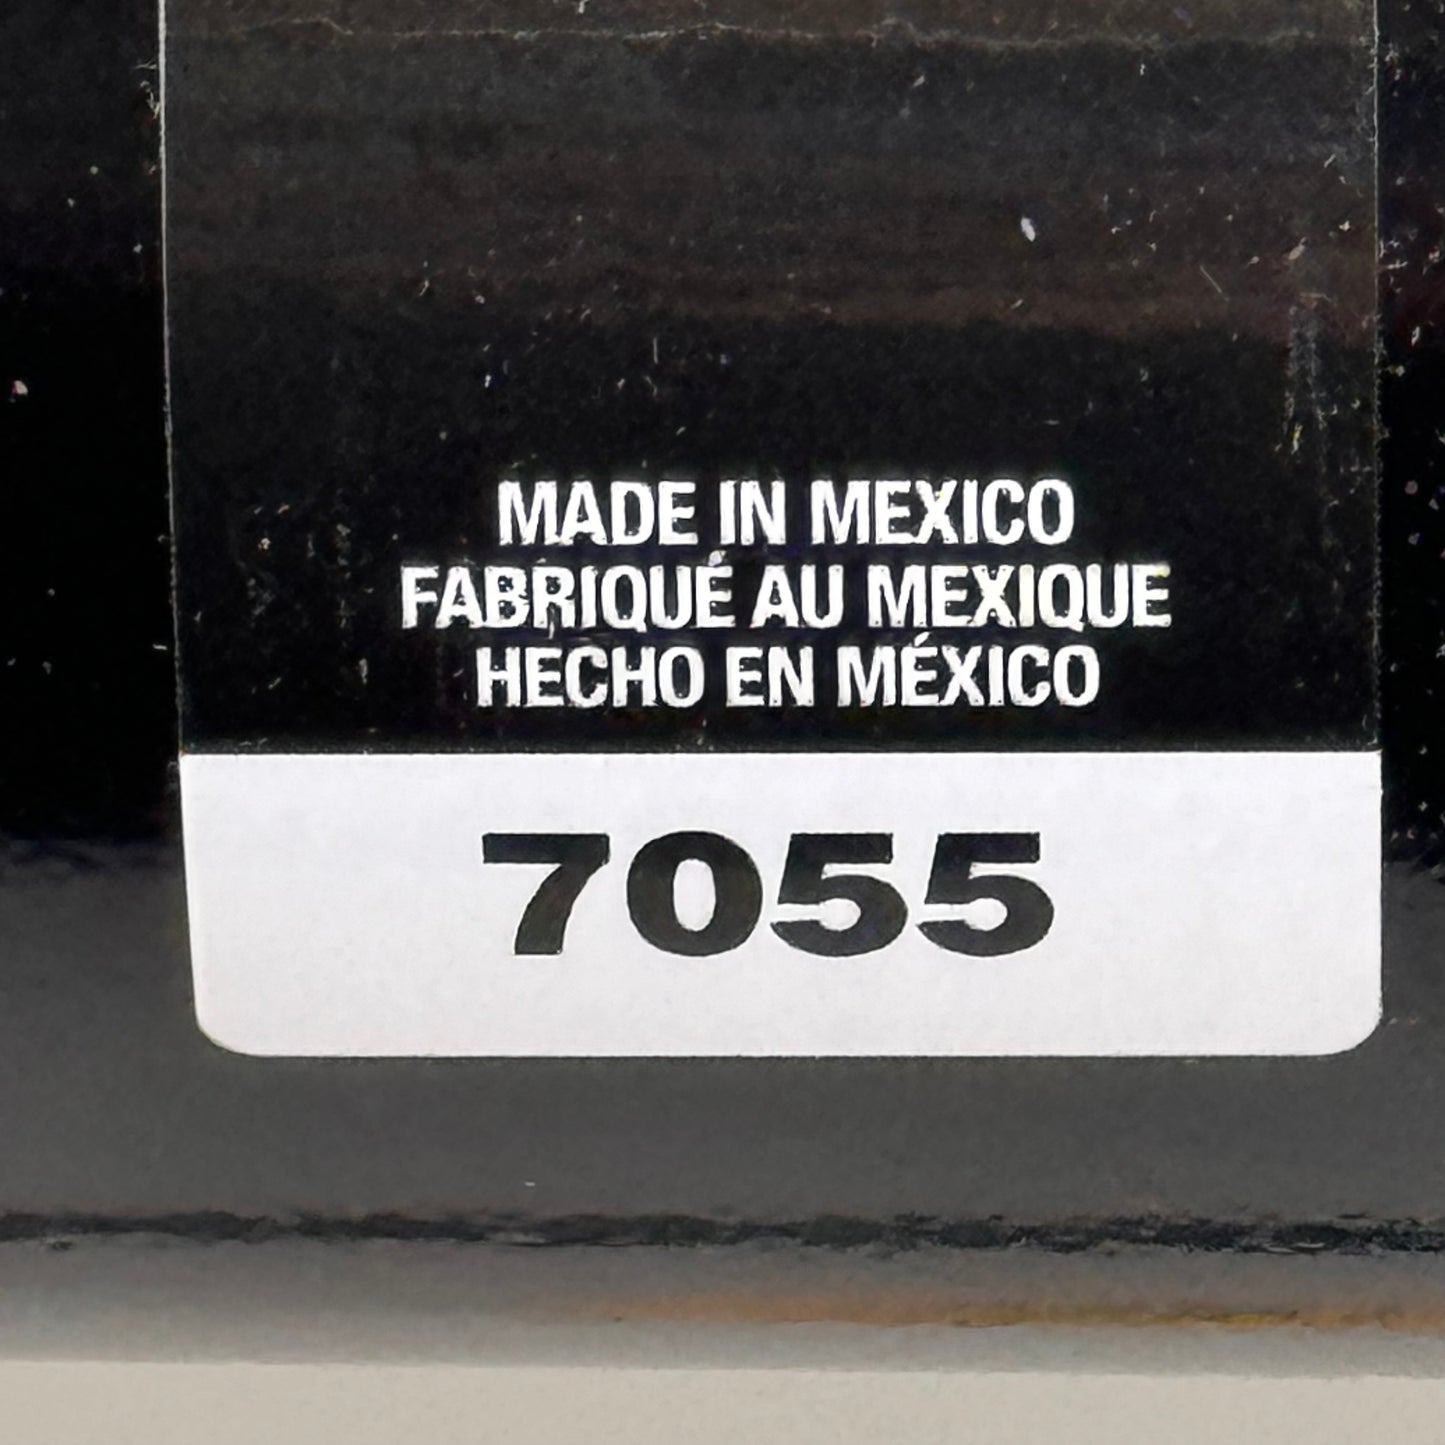 MADE IN MEXICO
FABRIQUÉ AU MEXIQUE
HECHO EN MÉXICO
7055